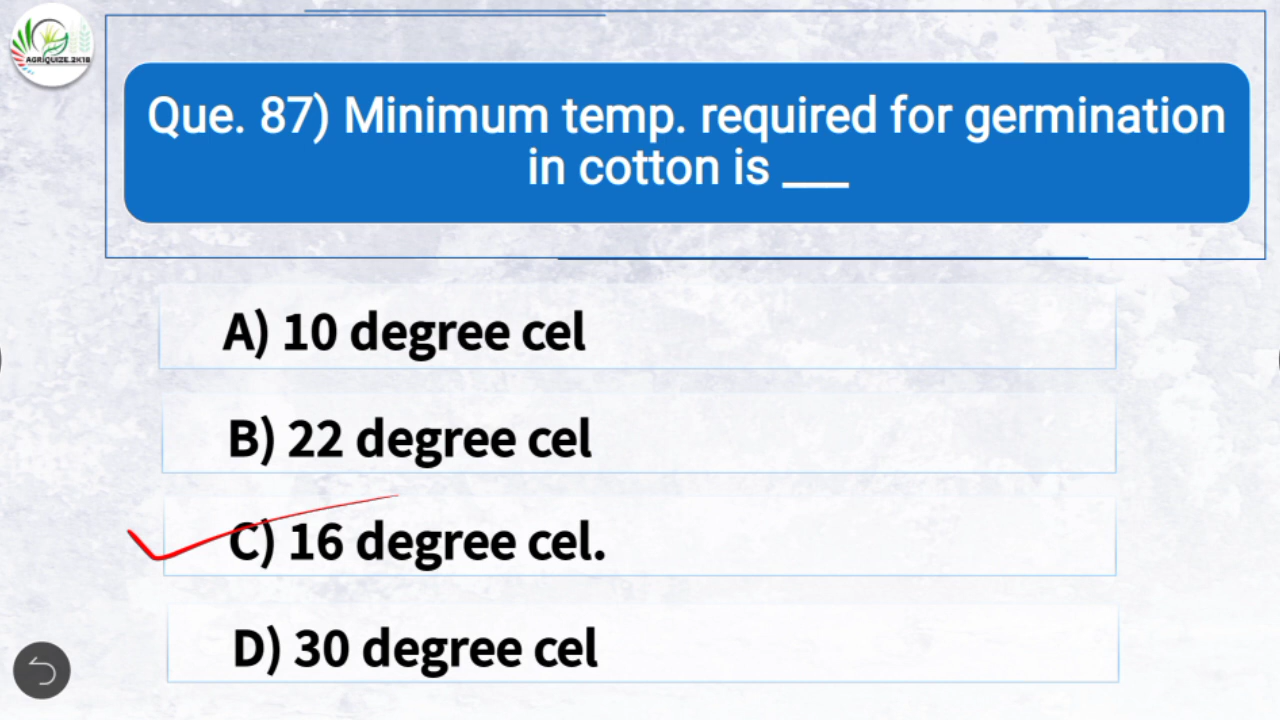 AGRIQUIZE.2K18
Que. 87) Minimum temp. required for germination
in cotton is ___
A) 10 degree cel
B) 22 degree cel
C) 16 degree cel.
D) 30 degree cel